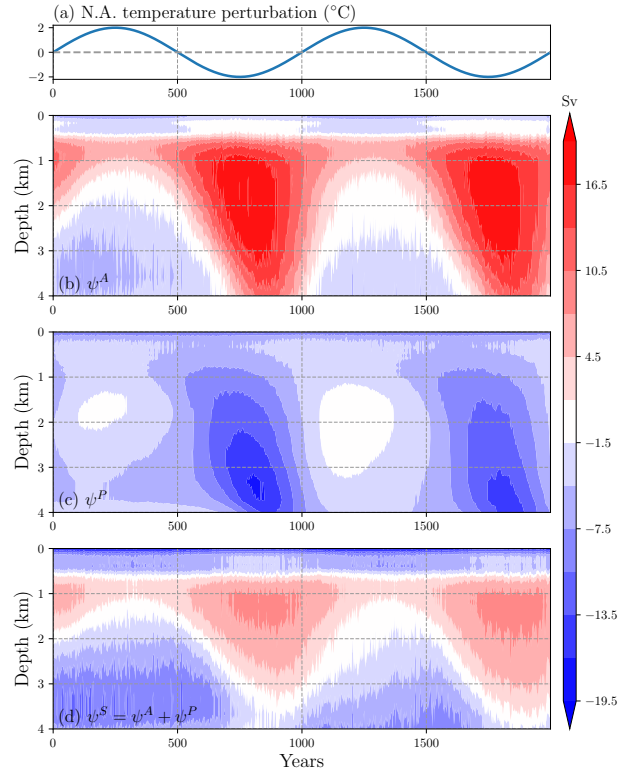 (a) N.A. temperature perturbation (°C)
2
0
−2
0 500 1000 1500
Sv
0
1
2
3
4
Depth (km)
(b) ψ^A
0 500 1000 1500
0
1
2
3
4
Depth (km)
(c) ψ^P
0 500 1000 1500
0
1
2
3
4
Depth (km)
(d) ψ^S = ψ^A + ψ^P
0 500 1000 1500
Years
16.5
10.5
4.5
−1.5
−7.5
−13.5
−19.5